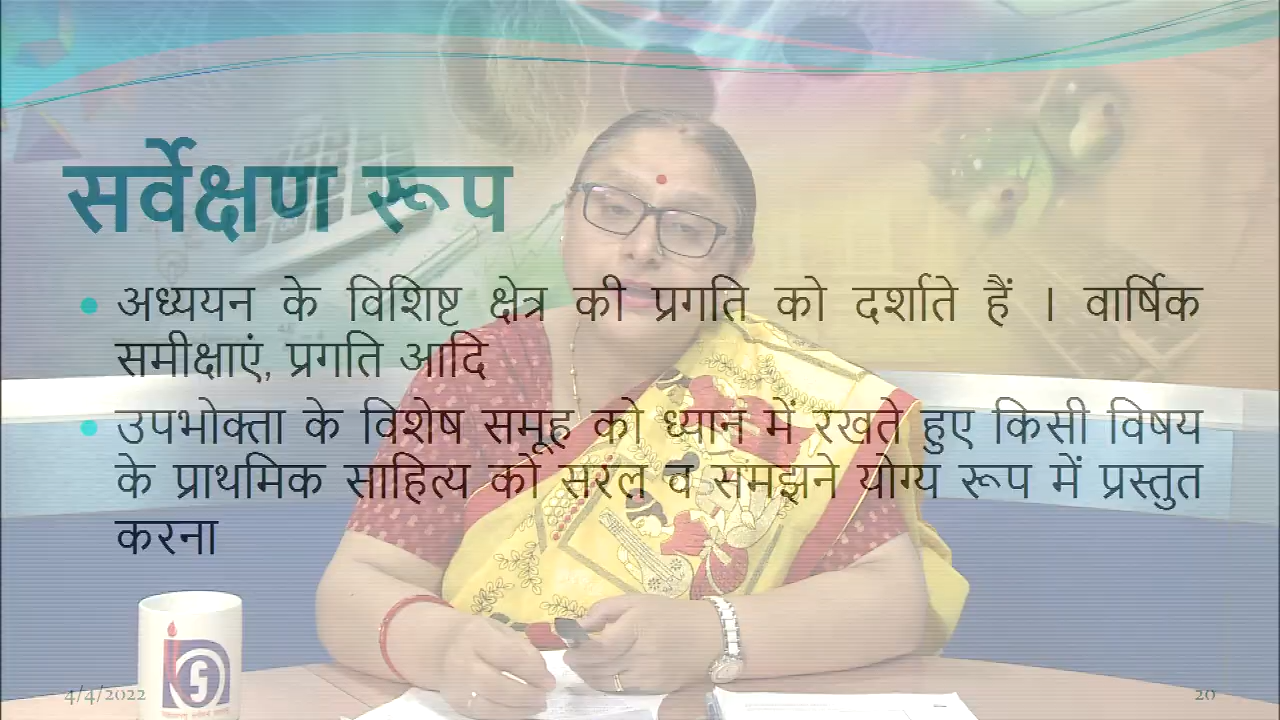 सर्वेक्षण रूप
अध्ययन के विशिष्ट क्षेत्र की प्रगति को दर्शाते हैं । वार्षिक
समीक्षाएं, प्रगति आदि
उपभोक्ता के विशेष समूह को ध्यान में रखते हुए किसी विषय
के प्राथमिक साहित्य को सरल व समझने योग्य रूप में प्रस्तुत
करना
4/4/2022
20